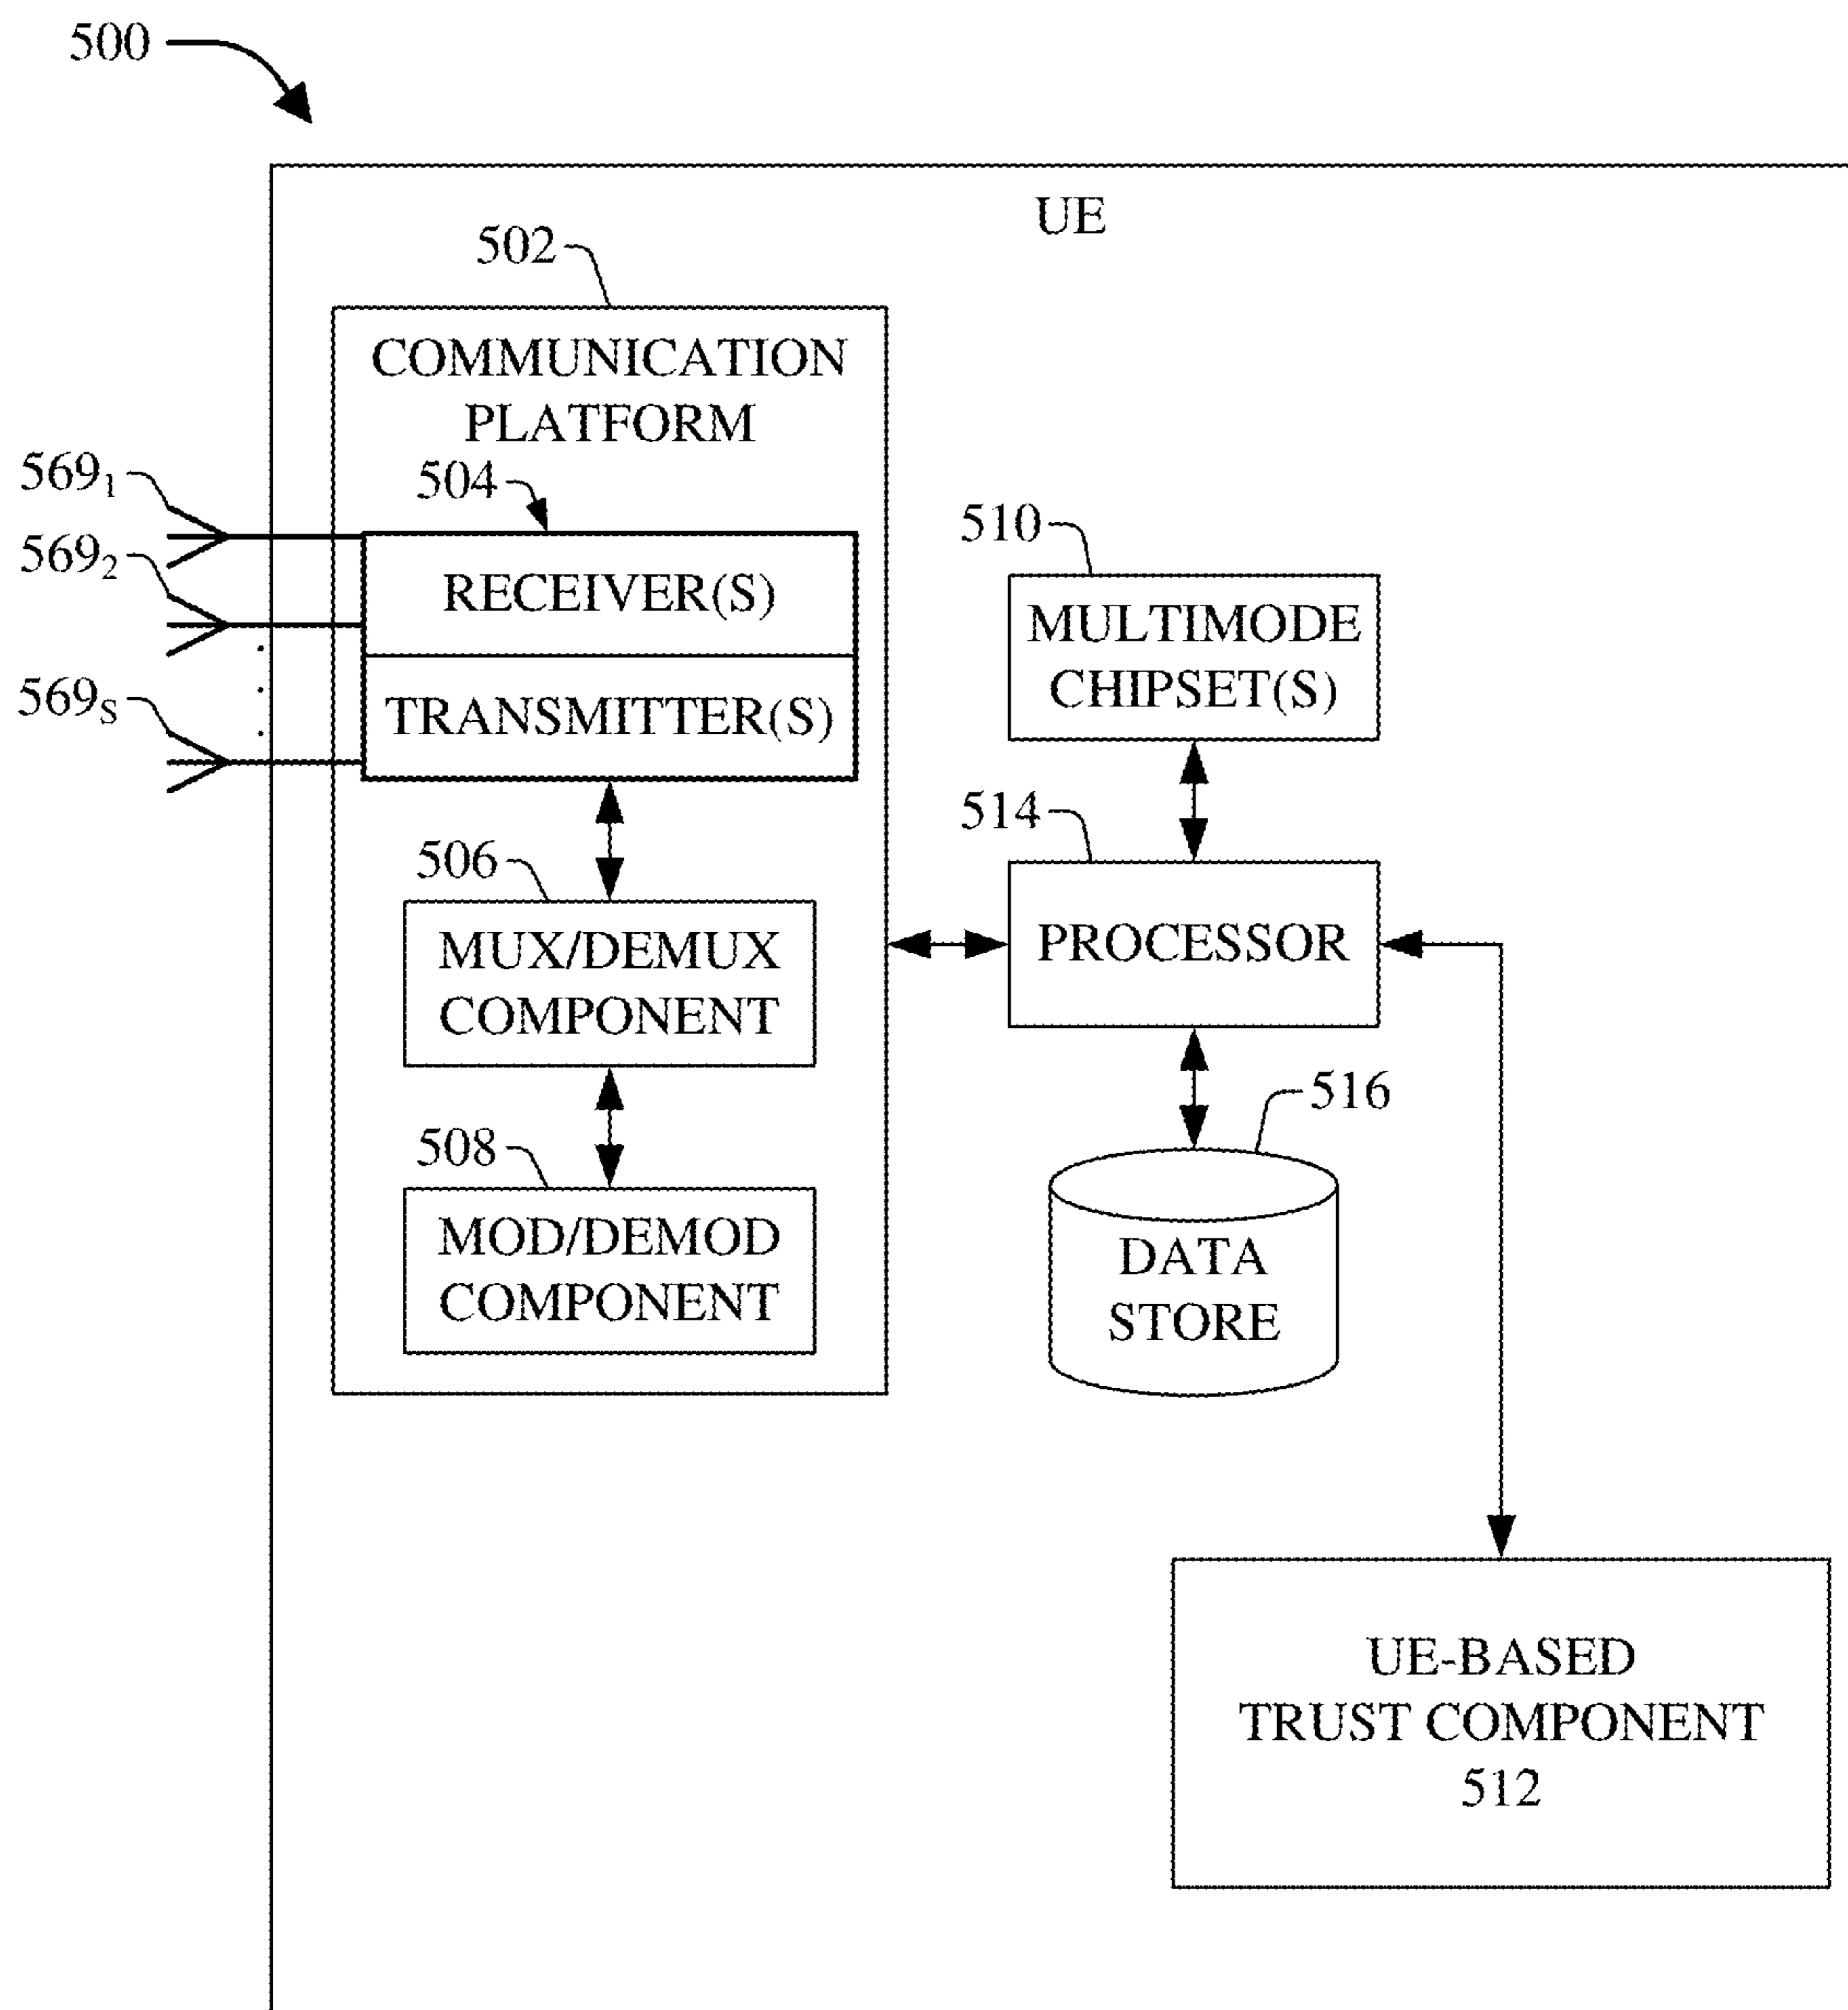 500
UE
502
COMMUNICATION
PLATFORM
504
569₁
569₂
569ₛ
RECEIVER(S)
TRANSMITTER(S)
510
MULTIMODE
CHIPSET(S)
514
PROCESSOR
506
MUX/DEMUX
COMPONENT
508
MOD/DEMOD
COMPONENT
516
DATA
STORE
UE-BASED
TRUST COMPONENT
512